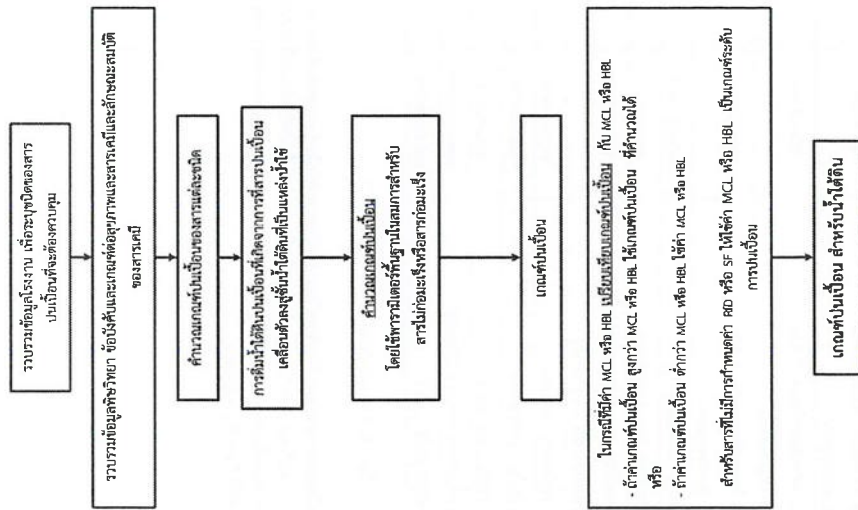 รวบรวมข้อมูลโรงงาน เพื่อระบุชนิดของสาร
ปนเปื้อนที่จะต้องควบคุม
รวบรวมข้อมูลพิษวิทยา ข้อบังคับและเกณฑ์ต่อสุขภาพและสารเคมีและลักษณะสมบัติ
ของสารเคมี
คำนวณเกณฑ์ปนเปื้อนของสารแต่ละชนิด
การดื่มน้ำใต้ดินปนเปื้อนที่เกิดจากการที่สารปนเปื้อน
เคลื่อนตัวลงสู่ชั้นน้ำใต้ดินที่เป็นแหล่งน้ำใช้
คำนวณเกณฑ์ปนเปื้อน
โดยใช้พารามิเตอร์พื้นฐานในสมการสำหรับ
สารไม่ก่อมะเร็งหรือสารก่อมะเร็ง
เกณฑ์ปนเปื้อน
ในกรณีที่มีค่า MCL หรือ HBL เปรียบเทียบเกณฑ์ปนเปื้อน กับ MCL หรือ HBL
- ถ้าค่าเกณฑ์ปนเปื้อน สูงกว่า MCL หรือ HBL ใช้เกณฑ์ปนเปื้อน ที่คำนวณได้
หรือ
- ถ้าค่าเกณฑ์ปนเปื้อน ต่ำกว่า MCL หรือ HBL ใช้ค่า MCL หรือ HBL
สำหรับสารที่ไม่มีการกำหนดค่า RfD หรือ SF ให้ใช้ค่า MCL หรือ HBL เป็นเกณฑ์ระดับ
การปนเปื้อน
เกณฑ์ปนเปื้อน สำหรับน้ำใต้ดิน